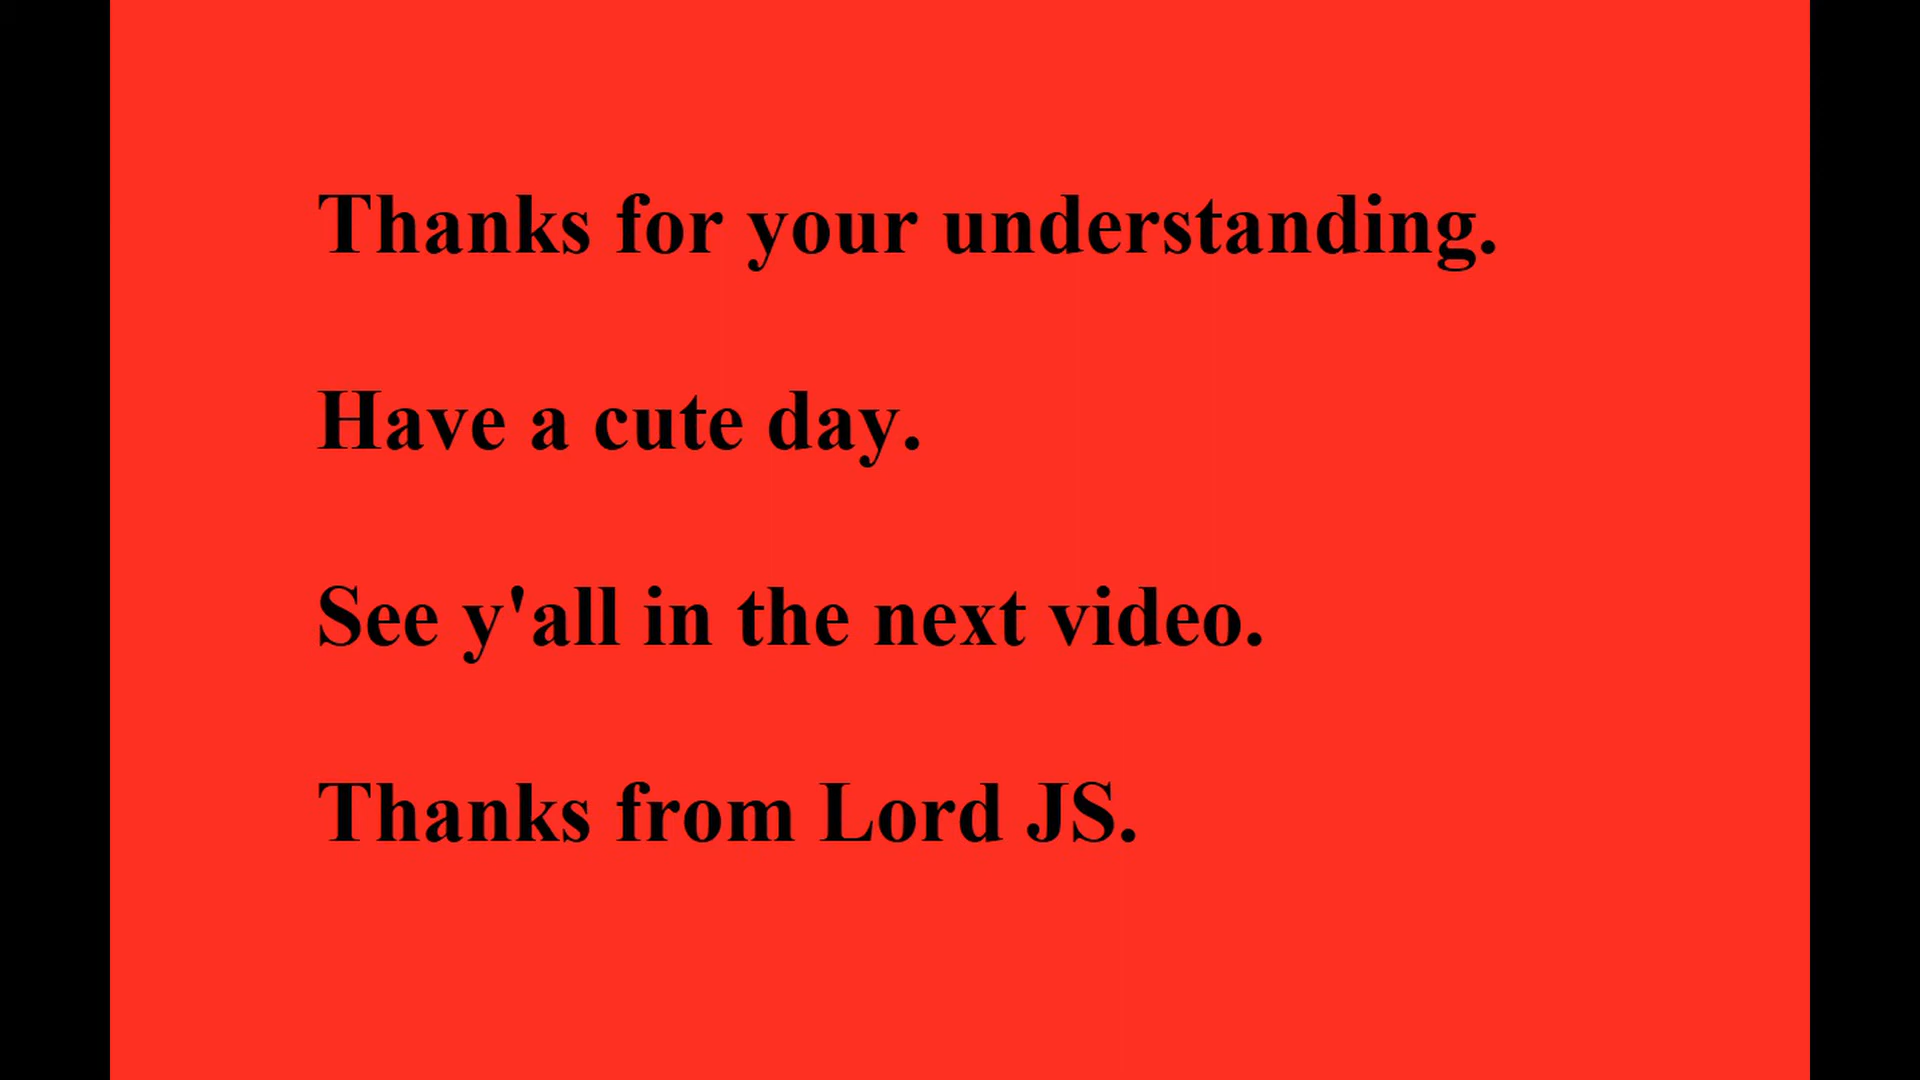 Thanks for your understanding.
Have a cute day.
See y'all in the next video.
Thanks from Lord JS.